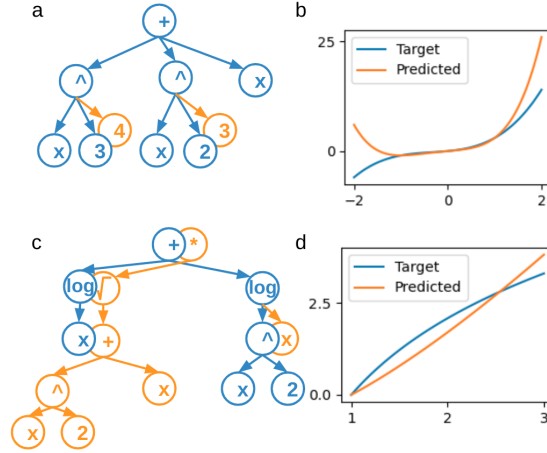 a
+
^ ^ x
x 3 4 x 2 3
b
Target
Predicted
25
0
−2 0 2
c
+ *
log √ log
x + ^ x
^ x x 2
x 2
d
Target
Predicted
2.5
0.0
1 2 3